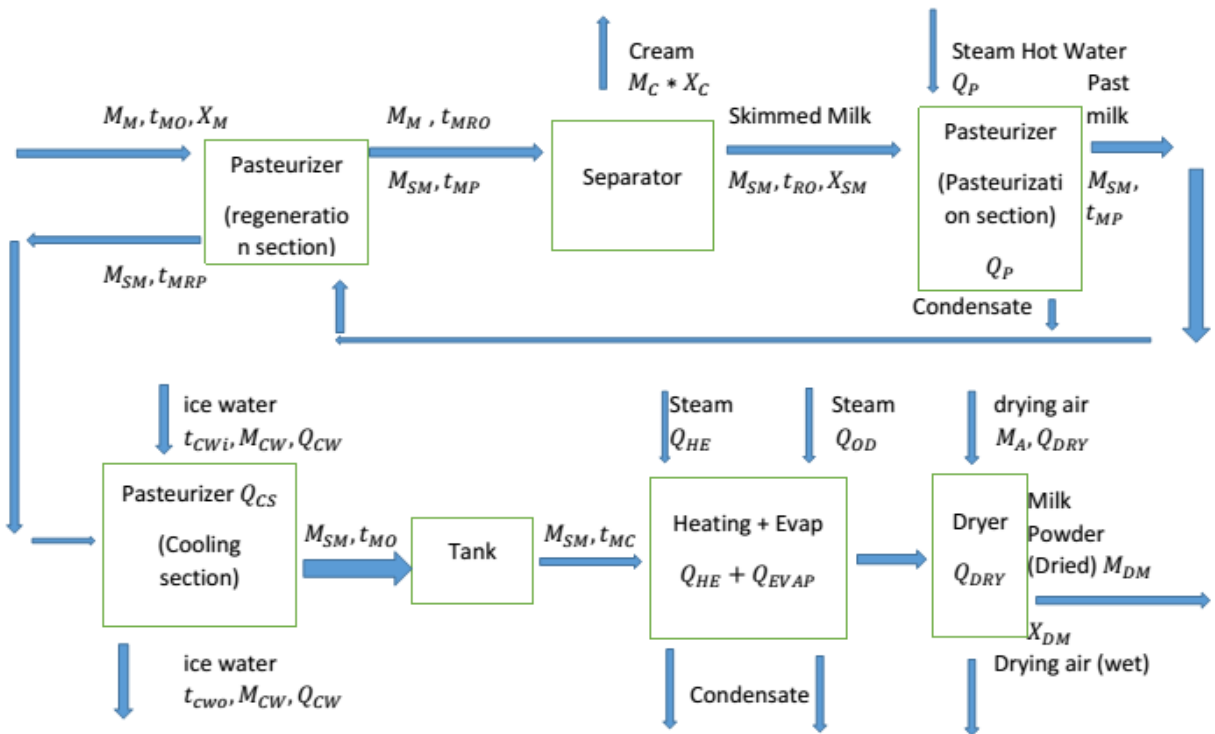 Cream
M_C * X_C
Steam Hot Water
Q_P
Past
milk
M_M, t_MO, X_M
M_M , t_MRO
Skimmed Milk
Pasteurizer
(regeneratio
n section)
M_SM, t_MP
Separator
M_SM, t_RO, X_SM
Pasteurizer
(Pasteurizati
on section)
Q_P
M_SM,
t_MP
M_SM, t_MRP
Condensate
ice water
t_CWi, M_CW, Q_CW
Steam
Q_HE
Steam
Q_OD
drying air
M_A, Q_DRY
Pasteurizer Q_CS
(Cooling
section)
M_SM, t_MO
Tank
M_SM, t_MC
Heating + Evap
Q_HE + Q_EVAP
Dryer
Q_DRY
Milk
Powder
(Dried) M_DM
X_DM
ice water
t_cwo, M_CW, Q_CW
Condensate
Drying air (wet)